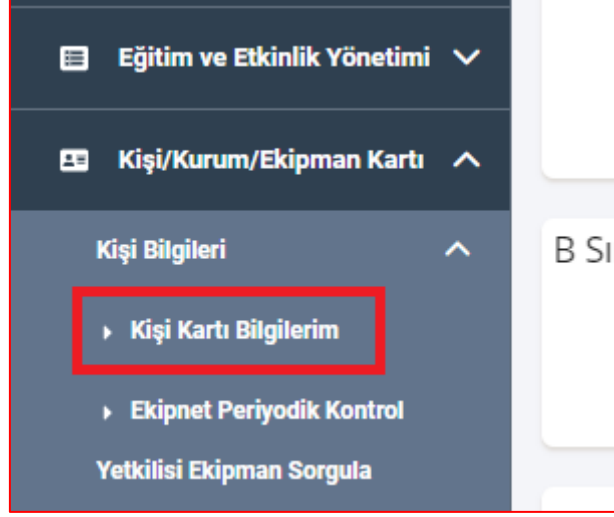 Eğitim ve Etkinlik Yönetimi
Kişi/Kurum/Ekipman Kartı
Kişi Bilgileri
B Sı
Kişi Kartı Bilgilerim
Ekipnet Periyodik Kontrol
Yetkilisi Ekipman Sorgula